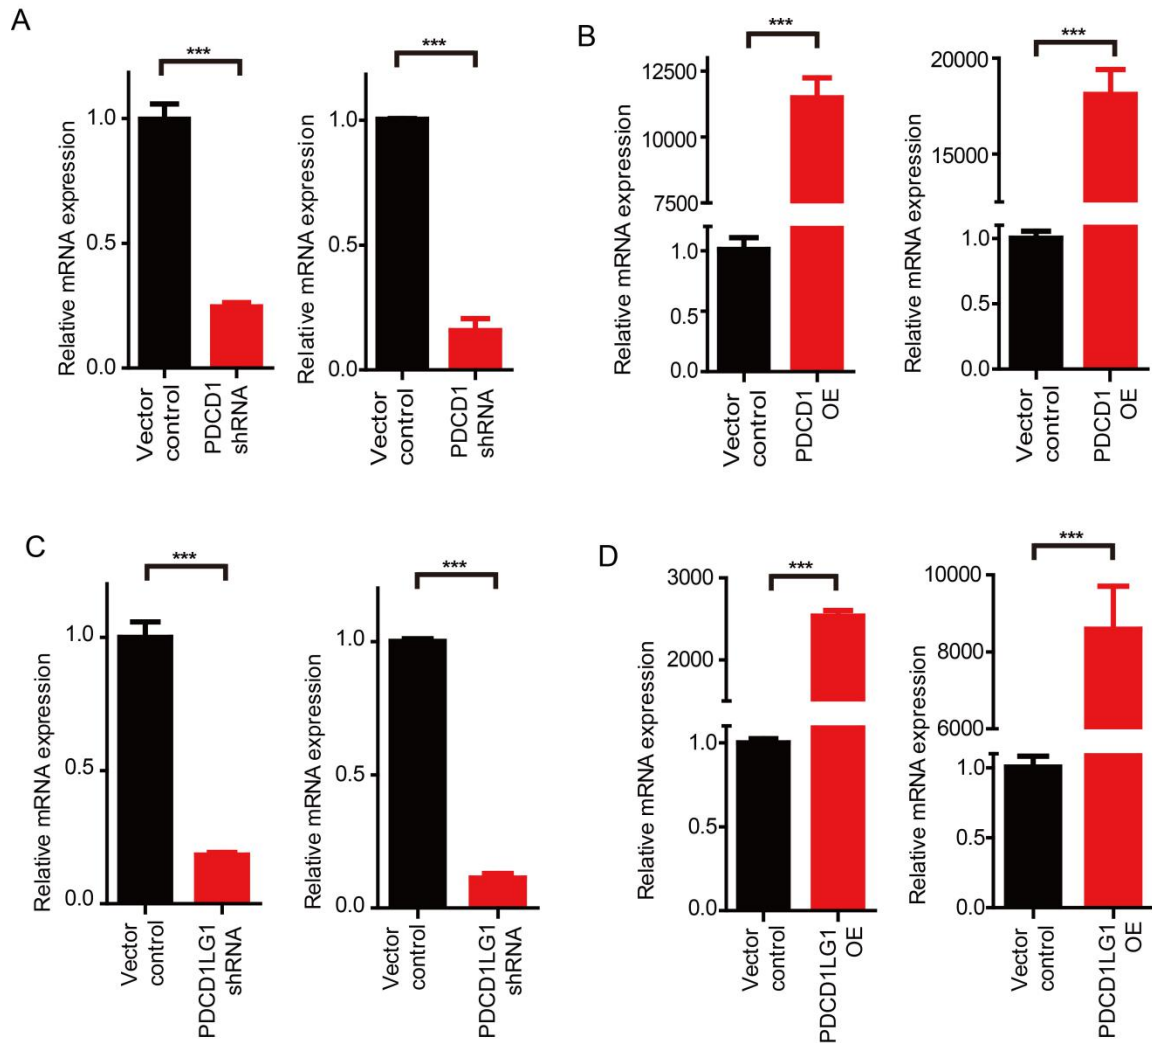 A
***
***
Relative mRNA expression
1.0
0.5
0.0
Vector
control
PDCD1
shRNA
Relative mRNA expression
1.0
0.5
0.0
Vector
control
PDCD1
shRNA
B
***
***
Relative mRNA expression
12500
10000
7500
1.0
0.5
0.0
Vector
control
PDCD1
OE
Relative mRNA expression
20000
15000
1.0
0.5
0.0
Vector
control
PDCD1
OE
C
***
***
Relative mRNA expression
1.0
0.5
0.0
Vector
control
PDCD1LG1
shRNA
Relative mRNA expression
1.0
0.5
0.0
Vector
control
PDCD1LG1
shRNA
D
***
***
Relative mRNA expression
3000
2000
1.0
0.5
0.0
Vector
control
PDCD1LG1
OE
Relative mRNA expression
10000
8000
6000
1.0
0.5
0.0
Vector
control
PDCD1LG1
OE